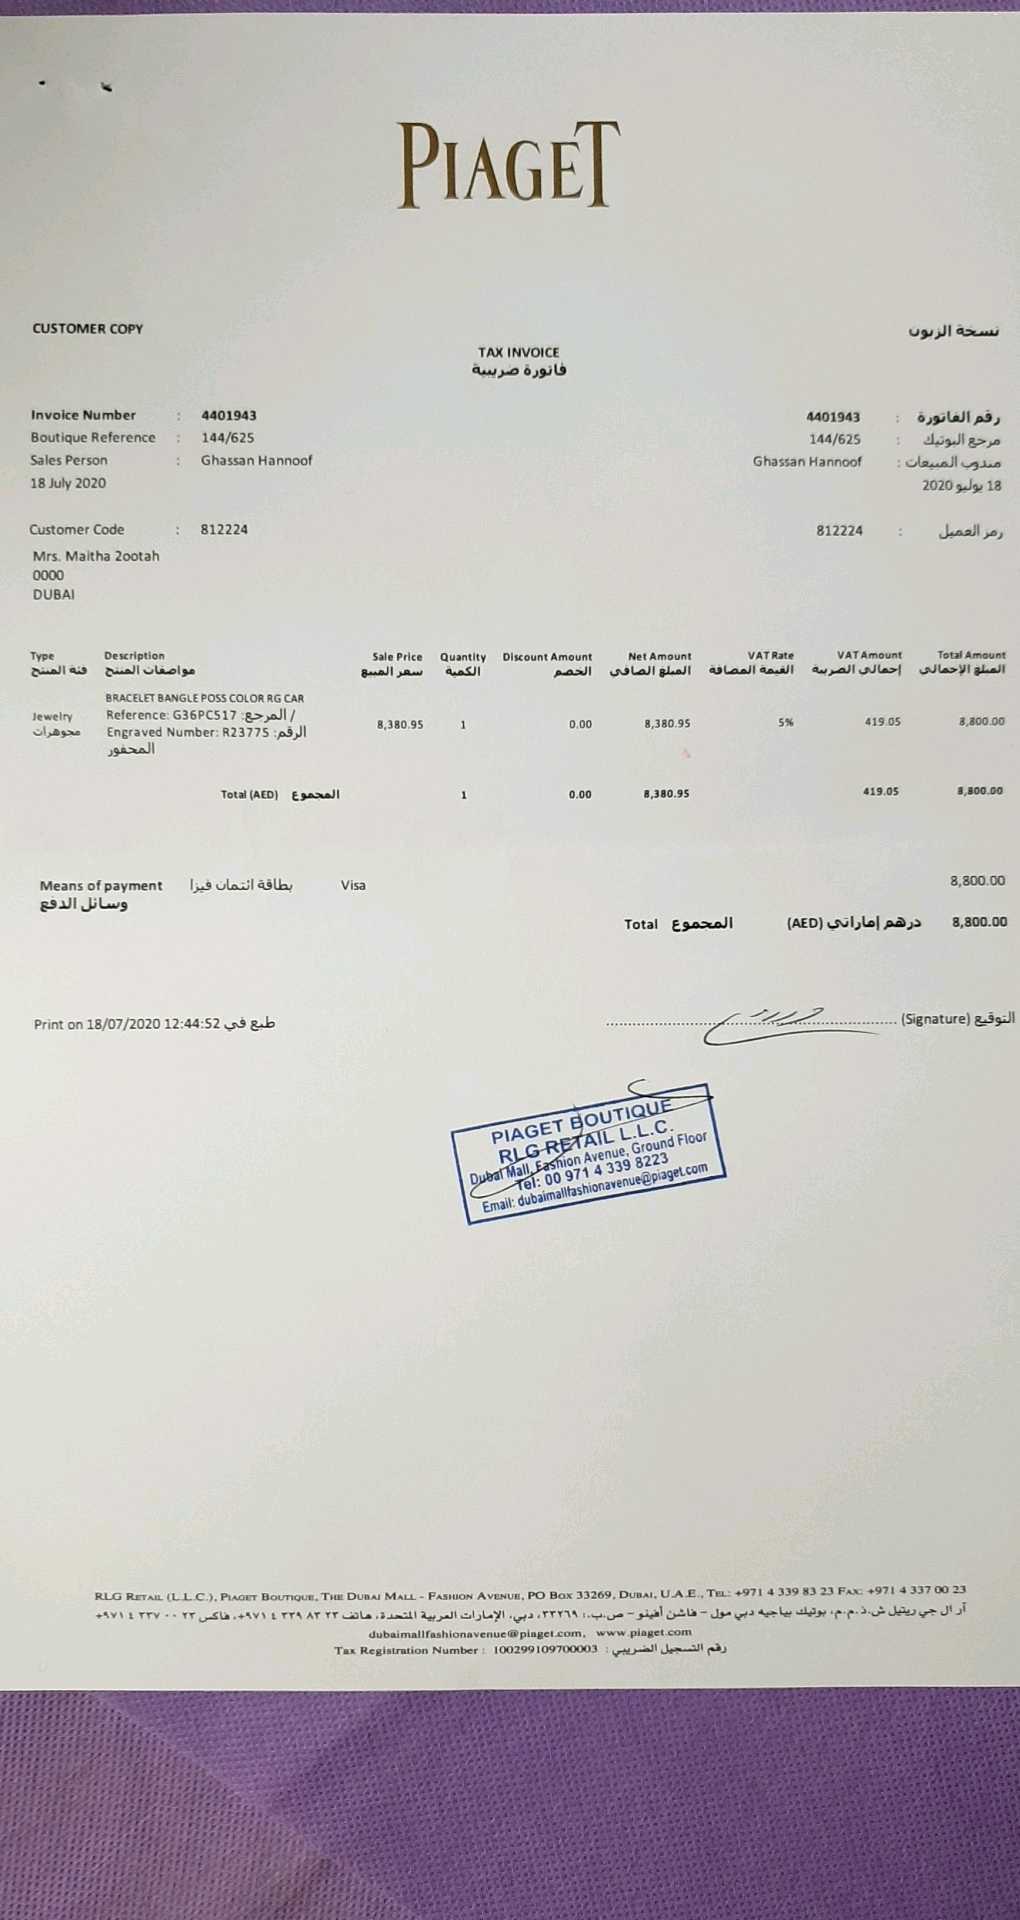 PIAGET
CUSTOMER COPY نسخة الزبون
TAX INVOICE
فاتورة ضريبية
Invoice Number : 4401943 4401943 : رقم الفاتورة
Boutique Reference : 144/625 144/625 : مرجع البوتيك
Sales Person : Ghassan Hannoof Ghassan Hannoof : مندوب المبيعات
18 July 2020 18 يوليو 2020
Customer Code : 812224 812224 : رمز العميل
Mrs. Maitha 2ootah
0000
DUBAI
Type Description Sale Price Quantity Discount Amount Net Amount VAT Rate VAT Amount Total Amount
فئة المنتج مواصفات المنتج سعر المبيع الكمية الخصم المبلغ الصافي القيمة المضافة إجمالي الضريبة المبلغ الإجمالي
BRACELET BANGLE POSS COLOR RG CAR
Jewelry Reference: G36PC517 :المرجع / 8,380.95 1 0.00 8,380.95 5% 419.05 8,800.00
مجوهرات Engraved Number: R23775 :الرقم
المحفور
Total (AED) المجموع 1 0.00 8,380.95 419.05 8,800.00
Means of payment بطاقة ائتمان فيزا Visa 8,800.00
وسائل الدفع
Total المجموع (AED) درهم إماراتي 8,800.00
Print on 18/07/2020 12:44:52 طبع في
(Signature) التوقيع
PIAGET BOUTIQUE
RLG RETAIL L.L.C.
Dubai Mall, Fashion Avenue, Ground Floor
Tel: 00 971 4 339 8223
Email: dubaimallfashionavenue@piaget.com
RLG RETAIL (L.L.C.), PIAGET BOUTIQUE, THE DUBAI MALL - FASHION AVENUE, PO BOX 33269, DUBAI, U.A.E., TEL: +971 4 339 83 23 FAX: +971 4 337 00 23
آر ال جي ريتيل ش.ذ.م.م، بوتيك بياجيه دبي مول - فاشن أفينو - ص.ب.: ٣٣٢٦٩، دبي، الإمارات العربية المتحدة، هاتف ٢٣ ٨٣ ٣٣٩ ٤ ٩٧١+، فاكس ٢٣ ٠٠ ٣٣٧ ٤ ٩٧١+
dubaimallfashionavenue@piaget.com, www.piaget.com
Tax Registration Number : 100299109700003 : رقم التسجيل الضريبي